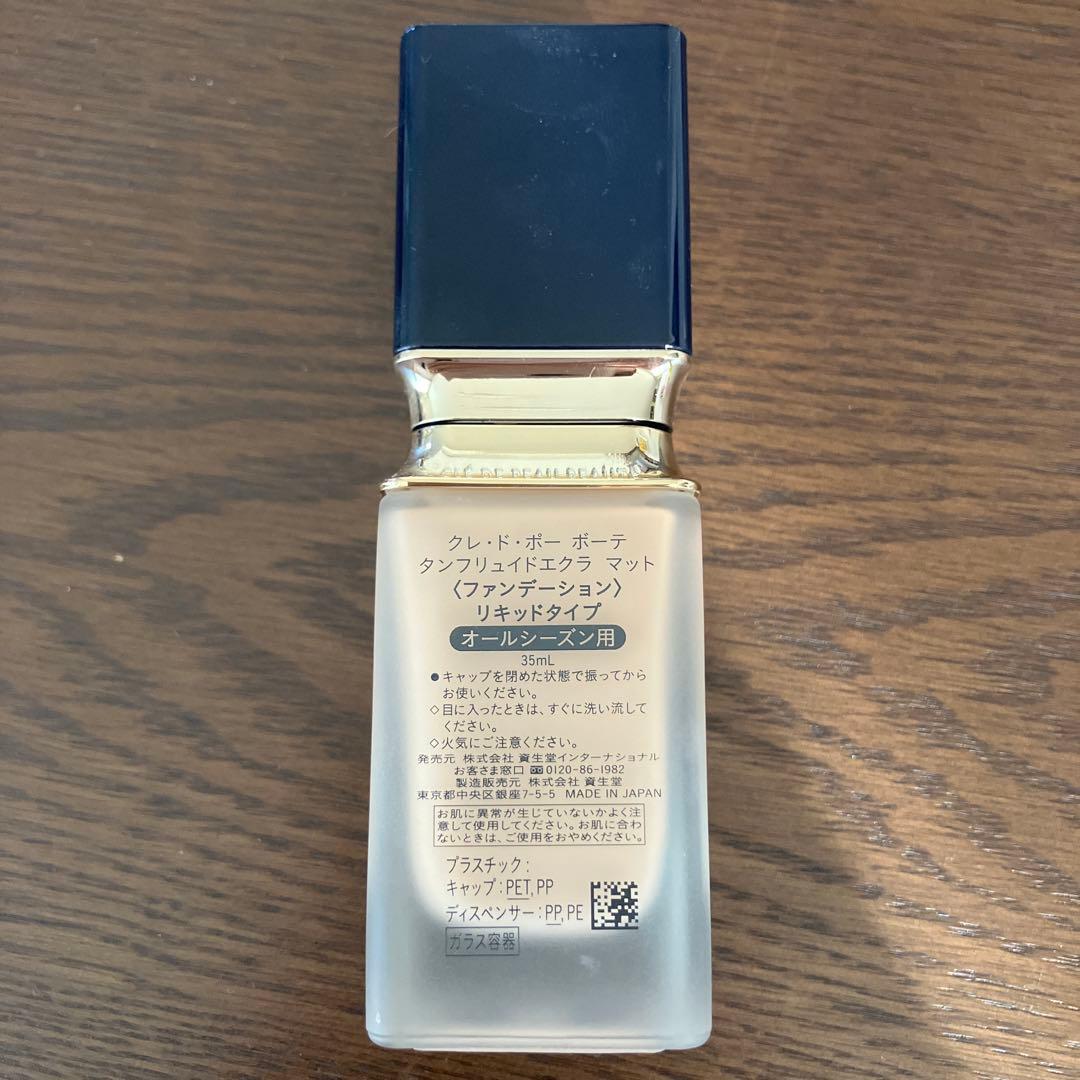 クレ・ド・ポー ボーテ
タンフリュイドエクラ マット
〈ファンデーション〉
リキッドタイプ
オールシーズン用
35mL
●キャップを閉めた状態で振ってから
お使いください。
◇目に入ったときは、すぐに洗い流して
ください。
◇火気にご注意ください。
発売元 株式会社 資生堂インターナショナル
お客さま窓口 0120-86-1982
製造販売元 株式会社 資生堂
東京都中央区銀座7-5-5 MADE IN JAPAN
お肌に異常が生じていないかよく注
意して使用してください。お肌に合わ
ないときは、ご使用をおやめください。
プラスチック:
キャップ:PET,PP
ディスペンサー:PP,PE
ガラス容器